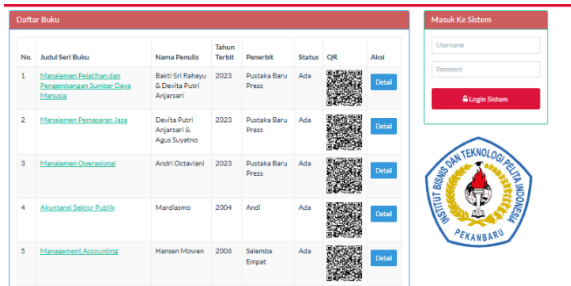 Daftar Buku
No. Judul Seri Buku Nama Penulis Tahun Terbit Penerbit Status QR Aksi
1 Manajemen Pelatihan dan Pengembangan Sumber Daya Manusia Bakti Sri Rahayu & Devita Putri Anjarsari 2023 Pustaka Baru Press Ada Detail
2 Manajemen Pemasaran Jasa Devita Putri Anjarsari & Agus Suyatno 2023 Pustaka Baru Press Ada Detail
3 Manajemen Operasional Andri Octaviani 2023 Pustaka Baru Press Ada Detail
4 Akuntansi Sektor Publik Mardiasmo 2004 Andi Ada Detail
5 Management Accounting Hansen Mowen 2006 Salemba Empat Ada Detail
Masuk Ke Sistem
Username
Password
Login Sistem
INSTITUT BISNIS DAN TEKNOLOGI PELITA INDONESIA
PEKANBARU